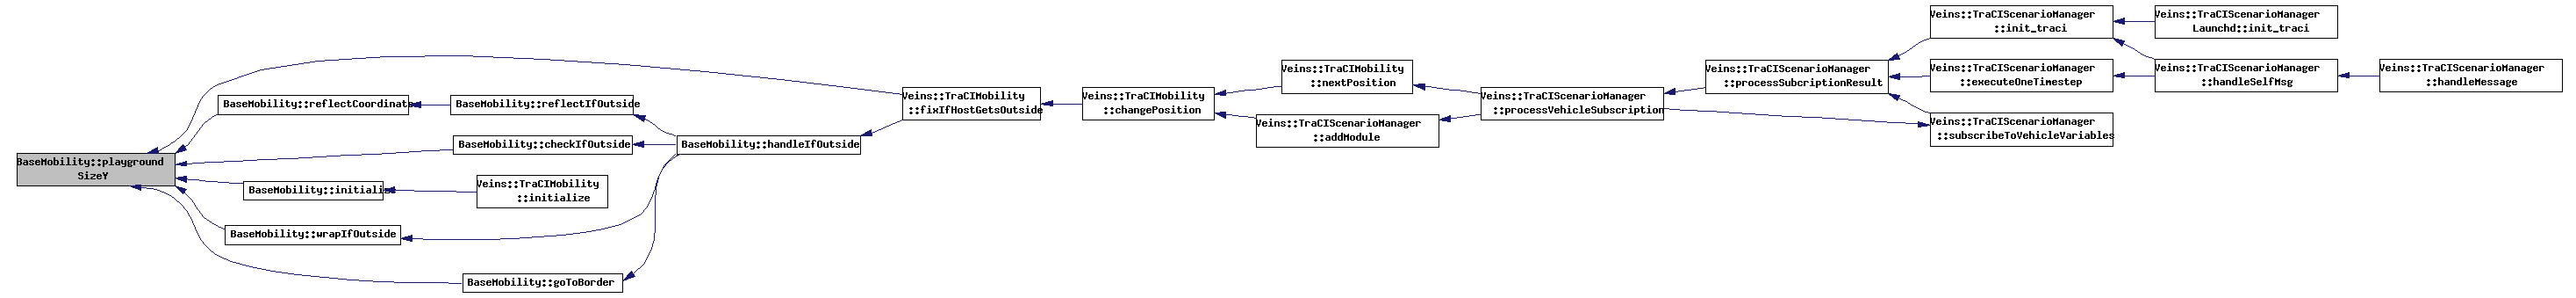 BaseMobility::playground
SizeY
BaseMobility::reflectCoordinate
BaseMobility::reflectIfOutside
BaseMobility::checkIfOutside
BaseMobility::initialize
Veins::TraCIMobility
::initialize
BaseMobility::wrapIfOutside
BaseMobility::goToBorder
BaseMobility::handleIfOutside
Veins::TraCIMobility
::fixIfHostGetsOutside
Veins::TraCIMobility
::changePosition
Veins::TraCIMobility
::nextPosition
Veins::TraCIScenarioManager
::addModule
Veins::TraCIScenarioManager
::processVehicleSubscription
Veins::TraCIScenarioManager
::processSubcriptionResult
Veins::TraCIScenarioManager
::init_traci
Veins::TraCIScenarioManager
::executeOneTimestep
Veins::TraCIScenarioManager
::subscribeToVehicleVariables
Veins::TraCIScenarioManager
Launchd::init_traci
Veins::TraCIScenarioManager
::handleSelfMsg
Veins::TraCIScenarioManager
::handleMessage